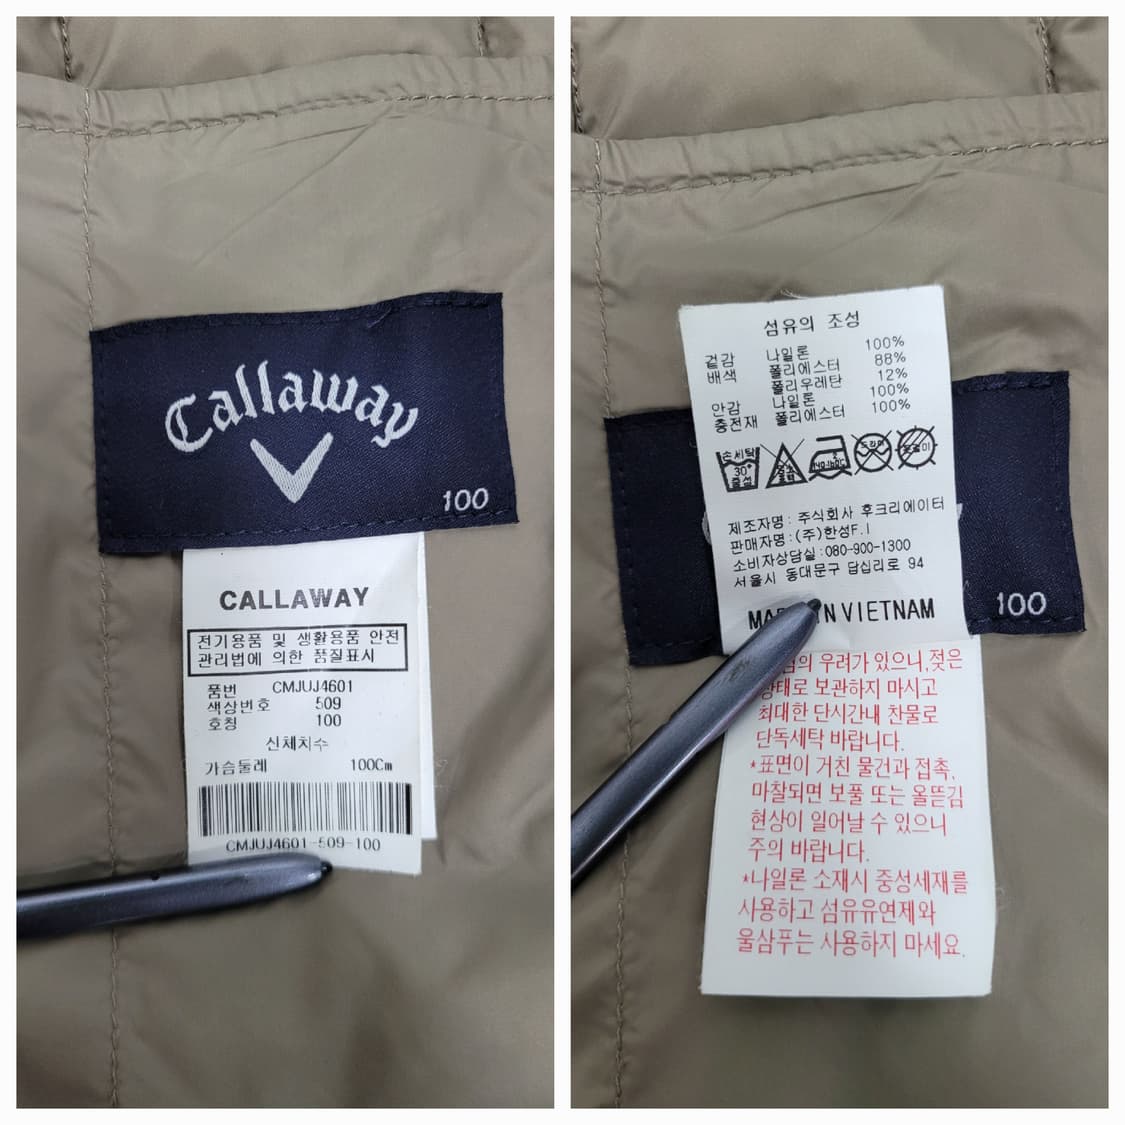 Callaway
100
CALLAWAY
전기용품 및 생활용품 안전
관리법에 의한 품질표시
품번 CMJUJ4601
색상번호 509
호칭 100
신체치수
가슴둘레 100Cm
CMJUJ4601-509-100
섬유의 조성
겉감 나일론 100%
배색 폴리에스터 88%
폴리우레탄 12%
안감 나일론 100%
충전재 폴리에스터 100%
손세탁
30°
중성
140~160℃
드라이
제조자명: 주식회사 후크리에이터
판매자명:(주)한성F.I
소비자상담실:080-900-1300
서울시 동대문구 답십리로 94
100
VIETNAM
우려가 있으니,젖은
보관하지 마시고
최대한 단시간내 찬물로
단독세탁 바랍니다.
*표면이 거친 물건과 접촉,
마찰되면 보풀 또는 올뜯김
현상이 일어날 수 있으니
주의 바랍니다.
*나일론 소재시 중성세재를
사용하고 섬유유연제와
울샴푸는 사용하지 마세요.